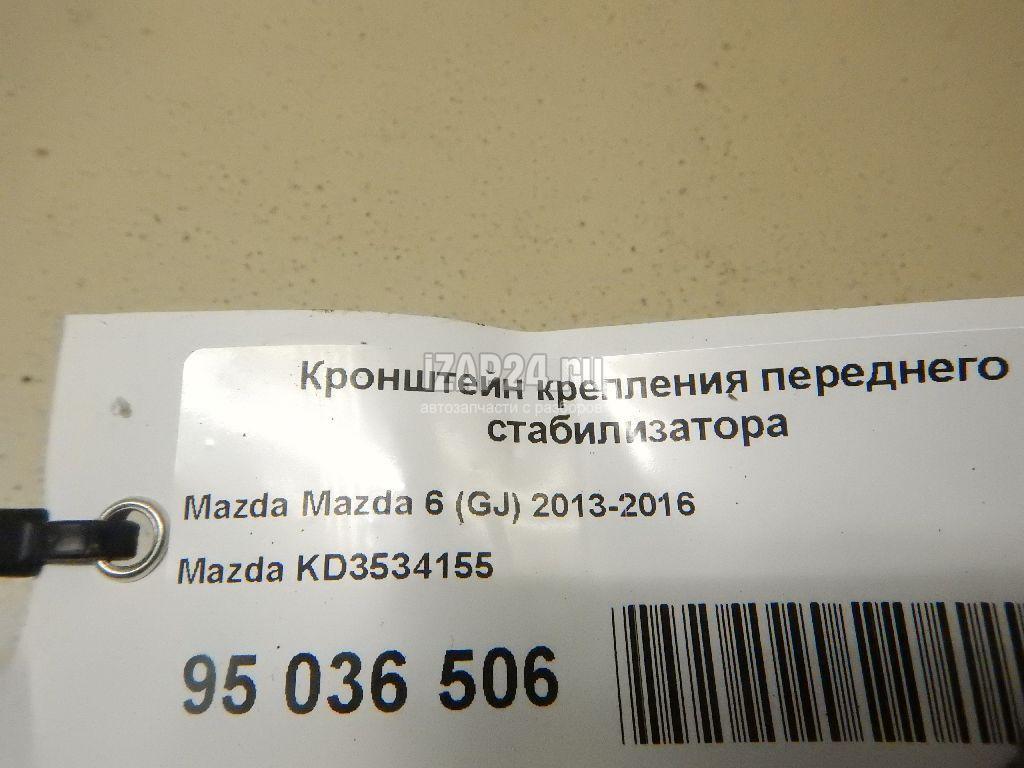 iZAP24.ru
автозапчасти с разборов
Кронштейн крепления переднего
стабилизатора
Mazda Mazda 6 (GJ) 2013-2016
Mazda KD3534155
95 036 506